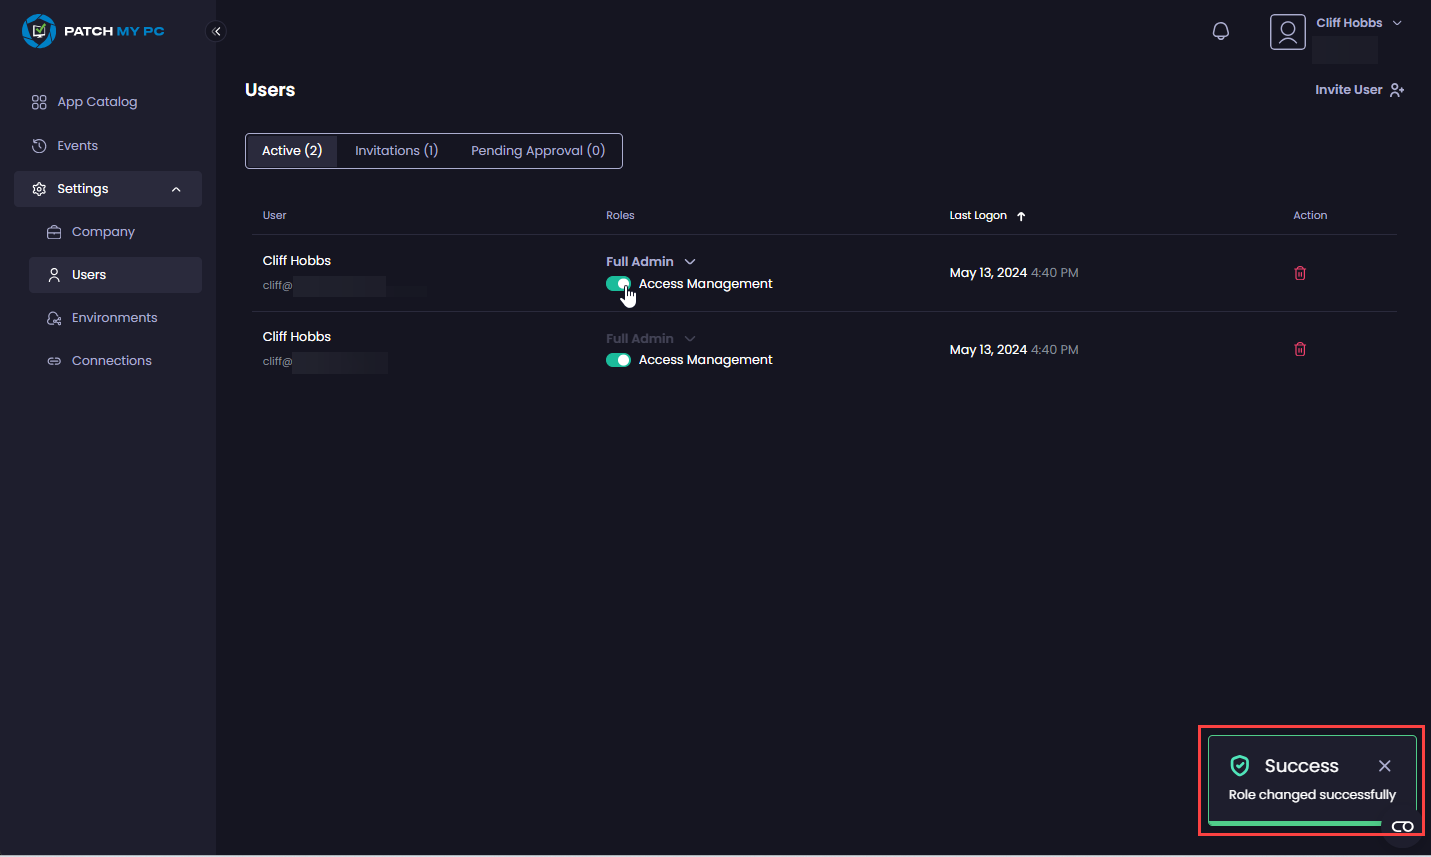 PATCH MY PC
Cliff Hobbs
App Catalog
Events
Settings
Company
Users
Environments
Connections
Users
Invite User
Active (2)
Invitations (1)
Pending Approval (0)
User
Roles
Last Logon
Action
Cliff Hobbs
cliff@
Full Admin
Access Management
May 13, 2024 4:40 PM
Cliff Hobbs
cliff@
Full Admin
Access Management
May 13, 2024 4:40 PM
Success
Role changed successfully